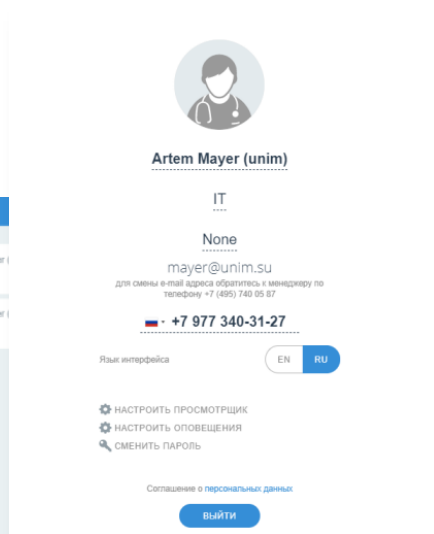 Artem Mayer (unim)
IT
None
mayer@unim.su
для смены e-mail адреса обратитесь к менеджеру по
телефону +7 (495) 740 05 87
+7 977 340-31-27
Язык интерфейса
EN
RU
НАСТРОИТЬ ПРОСМОТРЩИК
НАСТРОИТЬ ОПОВЕЩЕНИЯ
СМЕНИТЬ ПАРОЛЬ
Соглашение о персональных данных
ВЫЙТИ